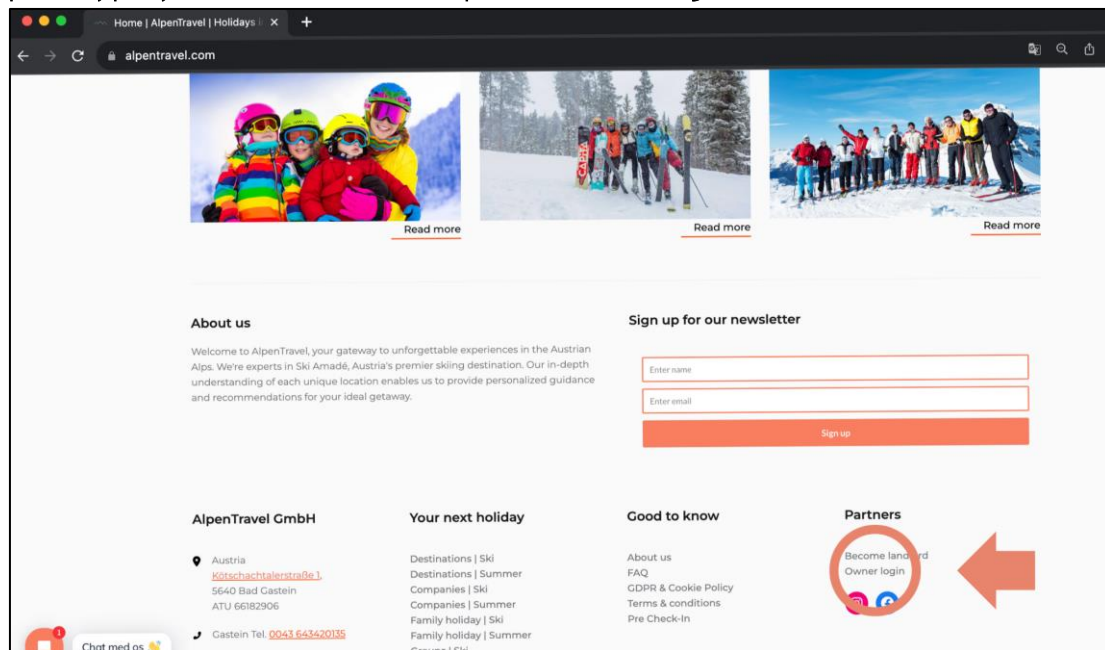 Home | AlpenTravel | Holidays i
alpentravel.com
CAPITA
Read more
Read more
Read more
About us
Welcome to AlpenTravel, your gateway to unforgettable experiences in the Austrian
Alps. We're experts in Ski Amadé, Austria's premier skiing destination. Our in-depth
understanding of each unique location enables us to provide personalized guidance
and recommendations for your ideal getaway.
Sign up for our newsletter
Enter name
Enter email
Sign up
AlpenTravel GmbH
Austria
Kötschachtalerstraße 1,
5640 Bad Gastein
ATU 66182906
Gastein Tel. 0043 643420135
Your next holiday
Destinations | Ski
Destinations | Summer
Companies | Ski
Companies | Summer
Family holiday | Ski
Family holiday | Summer
Groups | Ski
Good to know
About us
FAQ
GDPR & Cookie Policy
Terms & conditions
Pre Check-In
Partners
Become landlord
Owner login
1
Chat med os 👋